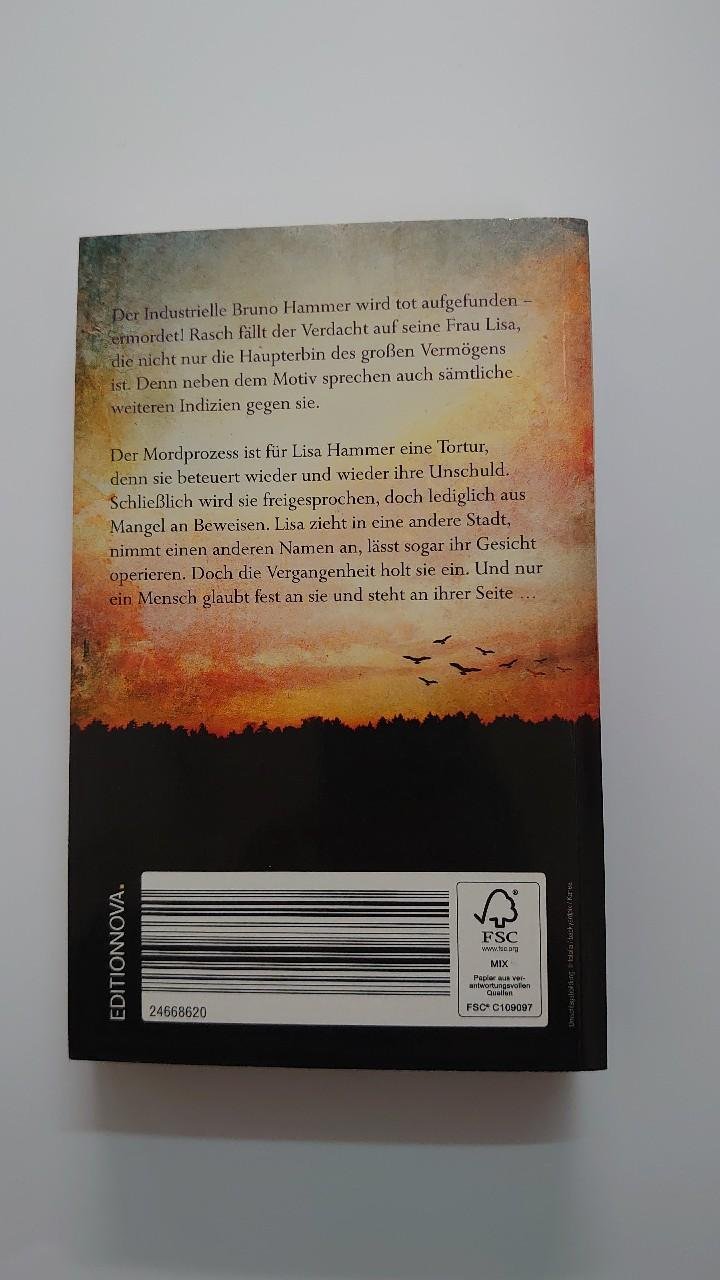 Der Industrielle Bruno Hammer wird tot aufgefunden –
ermordet! Rasch fällt der Verdacht auf seine Frau Lisa,
die nicht nur die Haupterbin des großen Vermögens
ist. Denn neben dem Motiv sprechen auch sämtliche
weiteren Indizien gegen sie.
Der Mordprozess ist für Lisa Hammer eine Tortur,
denn sie beteuert wieder und wieder ihre Unschuld.
Schließlich wird sie freigesprochen, doch lediglich aus
Mangel an Beweisen. Lisa zieht in eine andere Stadt,
nimmt einen anderen Namen an, lässt sogar ihr Gesicht
operieren. Doch die Vergangenheit holt sie ein. Und nur
ein Mensch glaubt fest an sie und steht an ihrer Seite …
EDITIONNOVA.
24668620
FSC®
www.fsc.org
MIX
Papier aus ver-
antwortungsvollen
Quellen
FSC® C109097